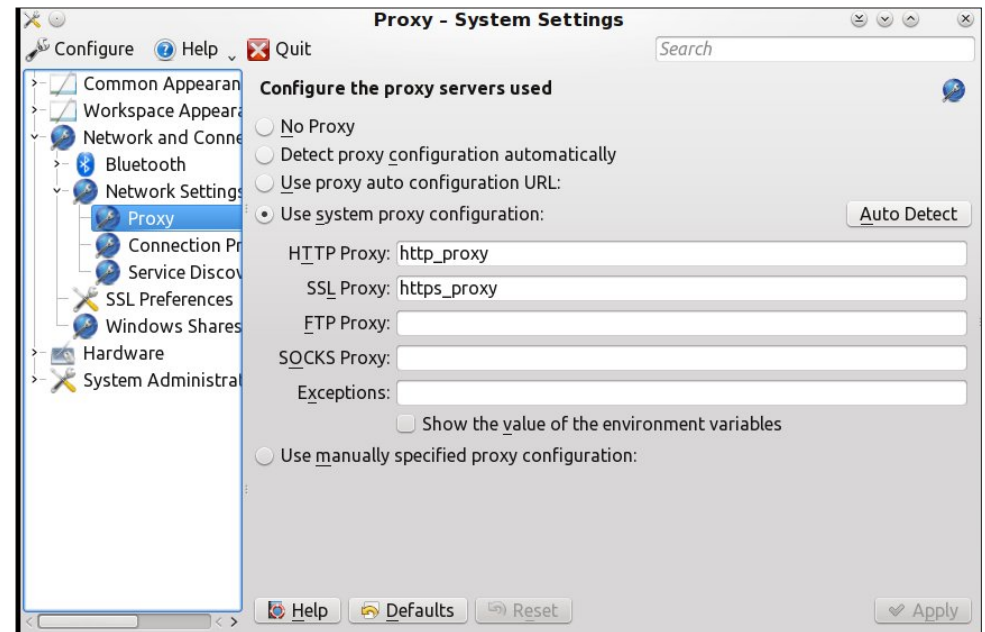 Proxy - System Settings
Configure Help Quit Search
Common Appearan
Workspace Appeara
Network and Conne
Bluetooth
Network Settings
Proxy
Connection Pr
Service Discov
SSL Preferences
Windows Shares
Hardware
System Administrat
Configure the proxy servers used
No Proxy
Detect proxy configuration automatically
Use proxy auto configuration URL:
Use system proxy configuration: Auto Detect
HTTP Proxy: http_proxy
SSL Proxy: https_proxy
FTP Proxy:
SOCKS Proxy:
Exceptions:
Show the value of the environment variables
Use manually specified proxy configuration:
Help Defaults Reset Apply